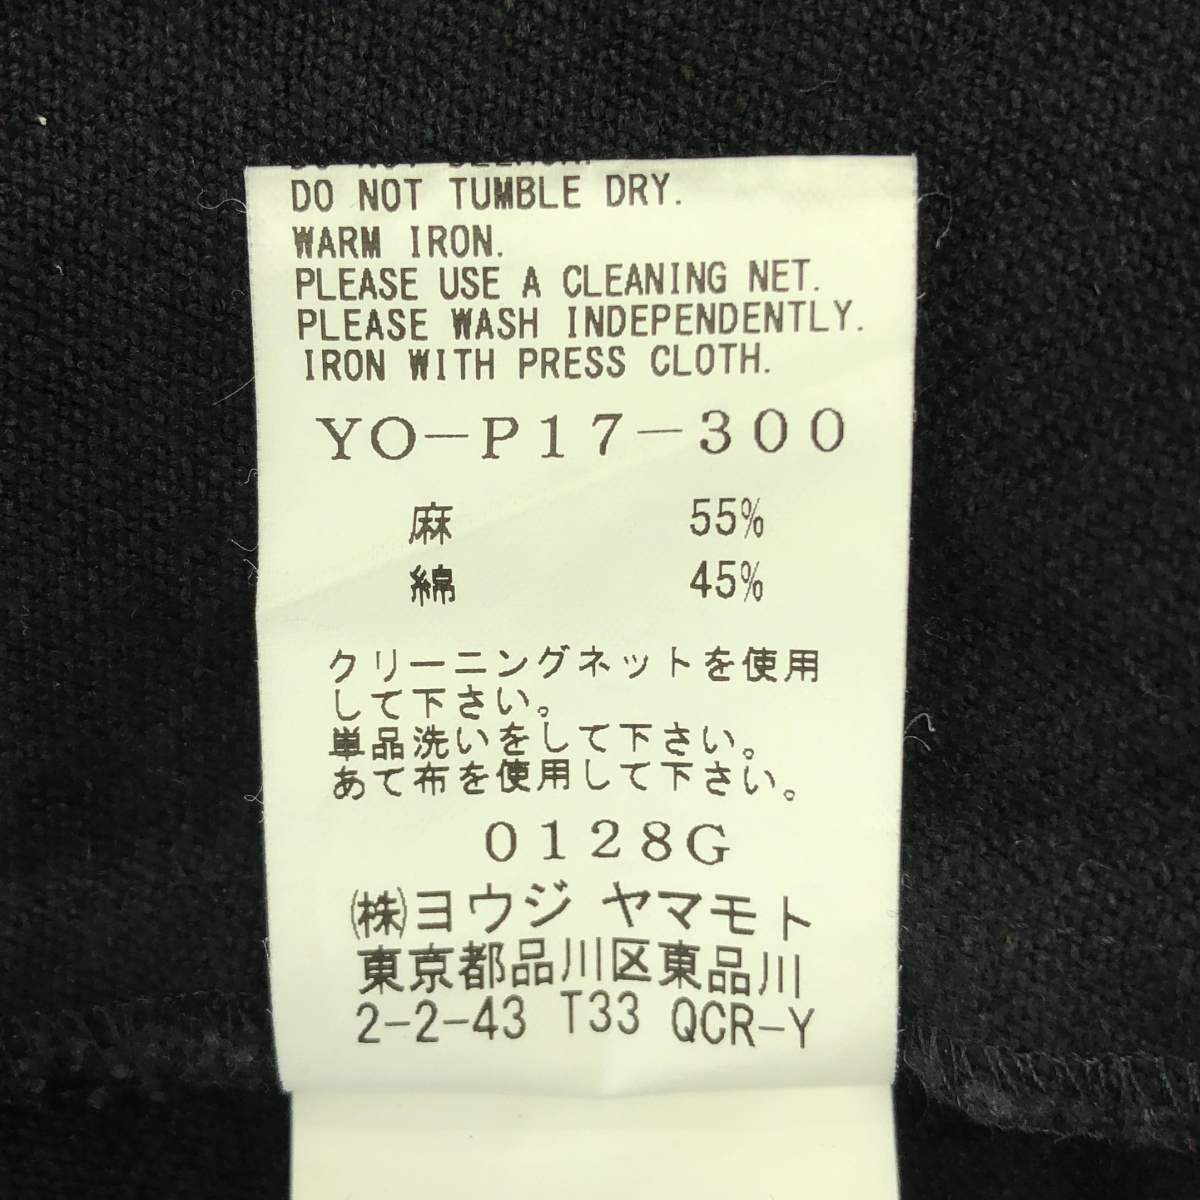 DO NOT TUMBLE DRY.
WARM IRON.
PLEASE USE A CLEANING NET.
PLEASE WASH INDEPENDENTLY.
IRON WITH PRESS CLOTH.
YO-P17-300
麻 55%
綿 45%
クリーニングネットを使用
して下さい。
単品洗いをして下さい。
あて布を使用して下さい。
0128G
㈱ヨウジ ヤマモト
東京都品川区東品川
2-2-43 T33 QCR-Y